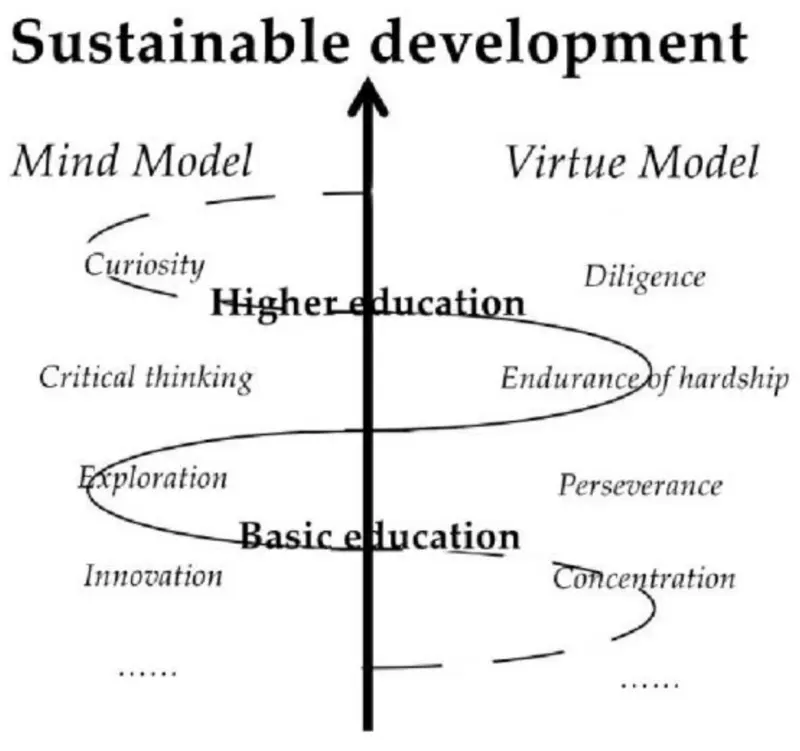 Sustainable development
Mind Model
Virtue Model
Curiosity
Diligence
Higher education
Critical thinking
Endurance of hardship
Exploration
Perseverance
Basic education
Innovation
Concentration
......
......